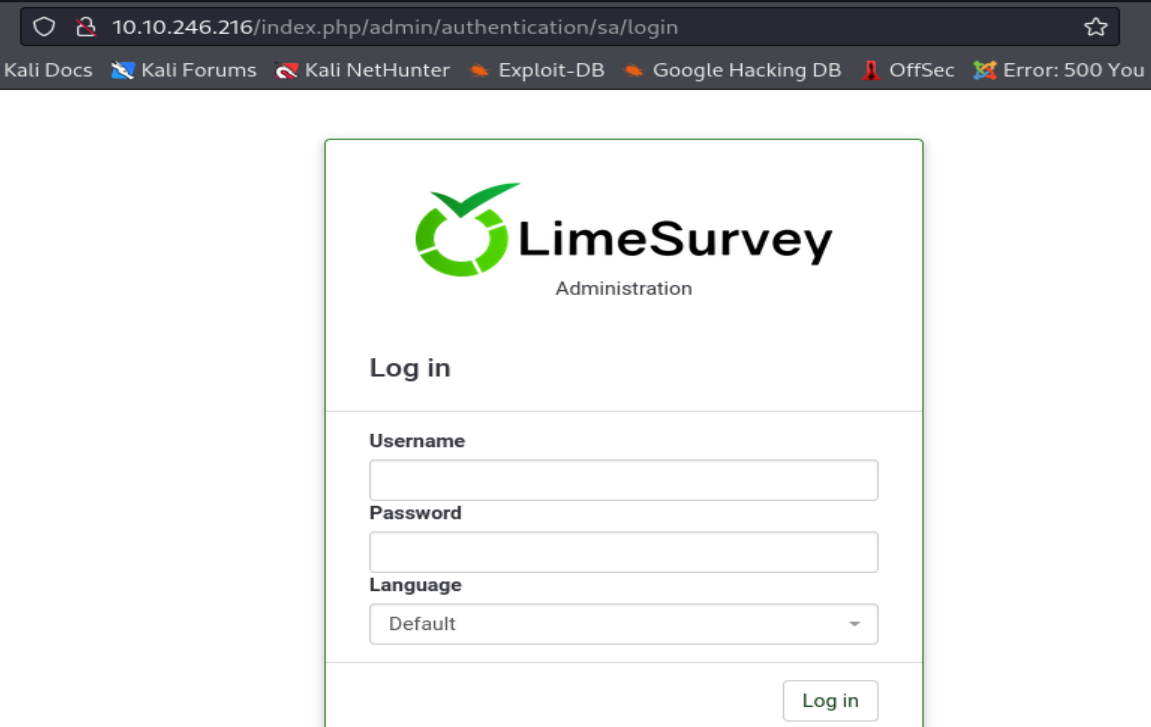 10.10.246.216/index.php/admin/authentication/sa/login
Kali Docs Kali Forums Kali NetHunter Exploit-DB Google Hacking DB OffSec Error: 500 You
LimeSurvey
Administration
Log in
Username
Password
Language
Default
Log in